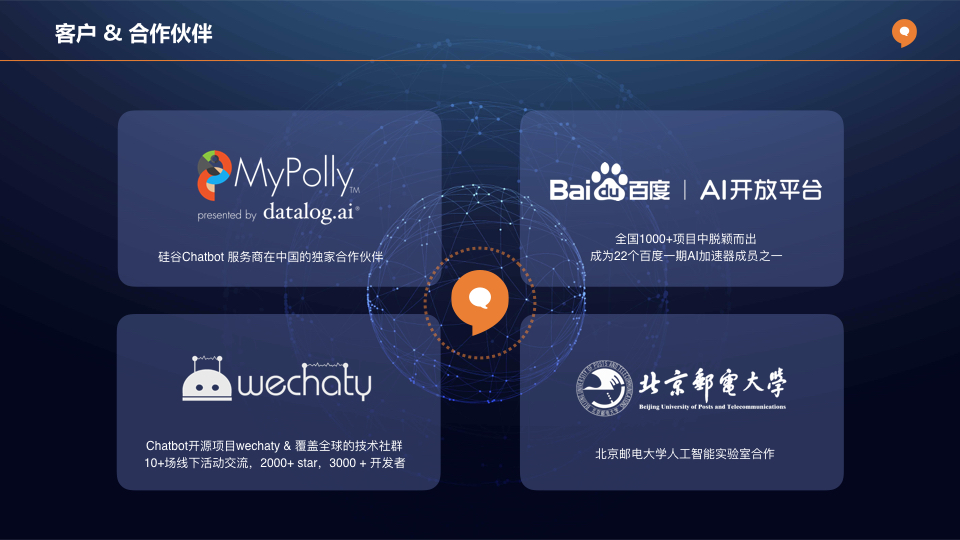 客户 & 合作伙伴
MyPolly TM
presented by datalog.ai®
硅谷Chatbot 服务商在中国的独家合作伙伴
Bai du 百度 | AI开放平台
全国1000+项目中脱颖而出
成为22个百度一期AI加速器成员之一
wechaty
Chatbot开源项目wechaty & 覆盖全球的技术社群
10+场线下活动交流，2000+ star，3000 + 开发者
北京郵電大學
Beijing University of Posts and Telecommunications
北京邮电大学人工智能实验室合作